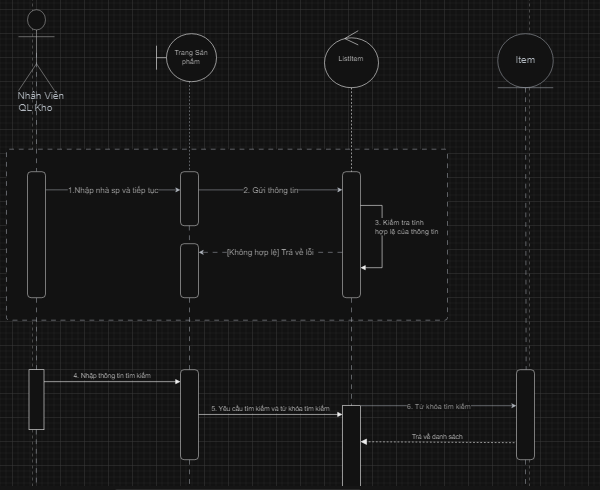 Trang Sản
phẩm
ListItem
Item
Nhân Viên
QL Kho
1.Nhập nhà sp và tiếp tục
2. Gửi thông tin
3. Kiểm tra tính
hợp lệ của thông tin
[Không hợp lệ] Trả về lỗi
4. Nhập thông tin tìm kiếm
5. Yêu cầu tìm kiếm và từ khóa tìm kiếm
6. Từ khóa tìm kiếm
Trả về danh sách